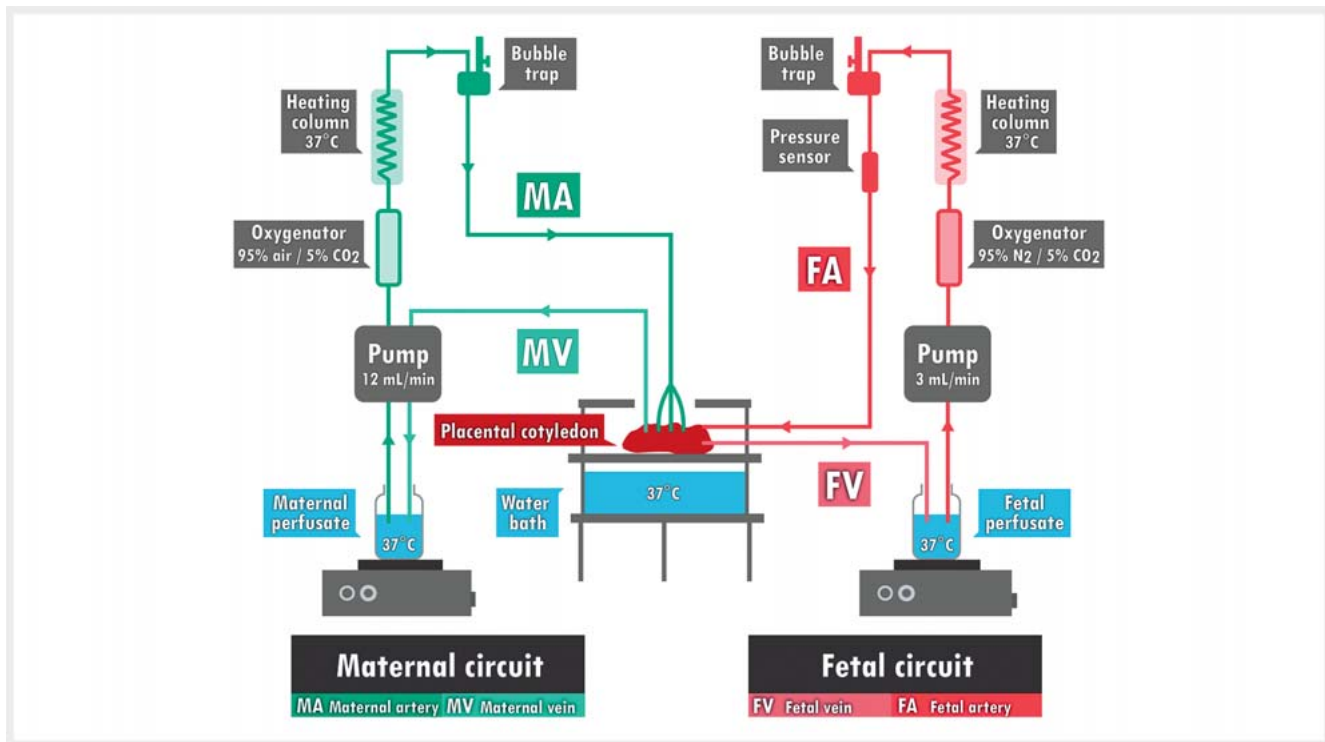 Bubble
trap
Heating
column
37°C
MA
Oxygenator
95% air / 5% CO2
MV
Pump
12 mL/min
Placental cotyledon
Maternal
perfusate
37°C
Water
bath
37°C
Bubble
trap
Heating
column
37°C
Pressure
sensor
FA
Oxygenator
95% N2 / 5% CO2
Pump
3 mL/min
FV
Fetal
perfusate
37°C
Maternal circuit
MA Maternal artery MV Maternal vein
Fetal circuit
FV Fetal vein FA Fetal artery